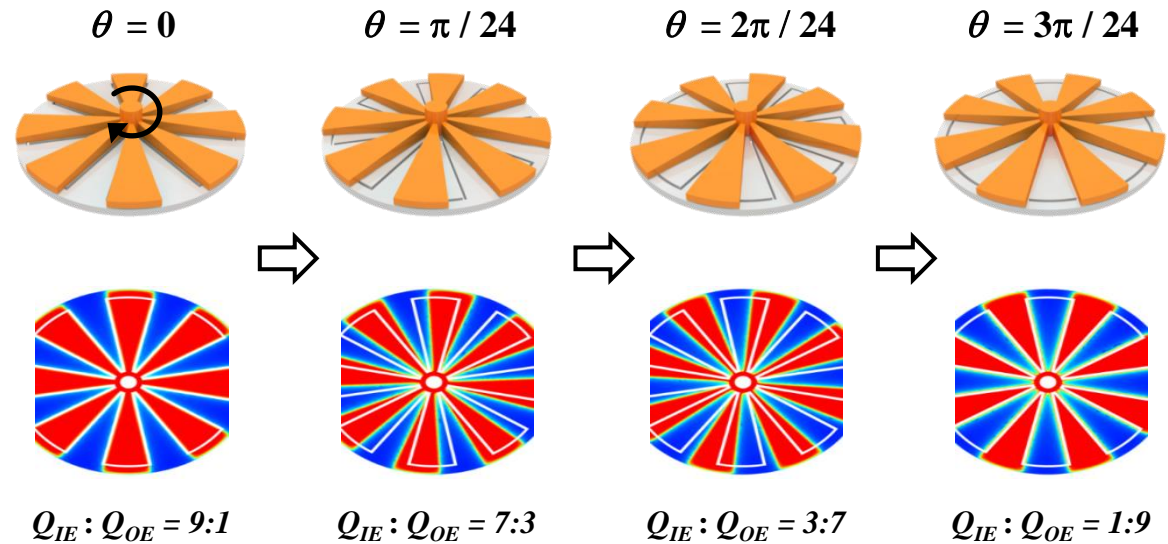 θ = 0
θ = π / 24
θ = 2π / 24
θ = 3π / 24
Q_IE : Q_OE = 9:1
Q_IE : Q_OE = 7:3
Q_IE : Q_OE = 3:7
Q_IE : Q_OE = 1:9